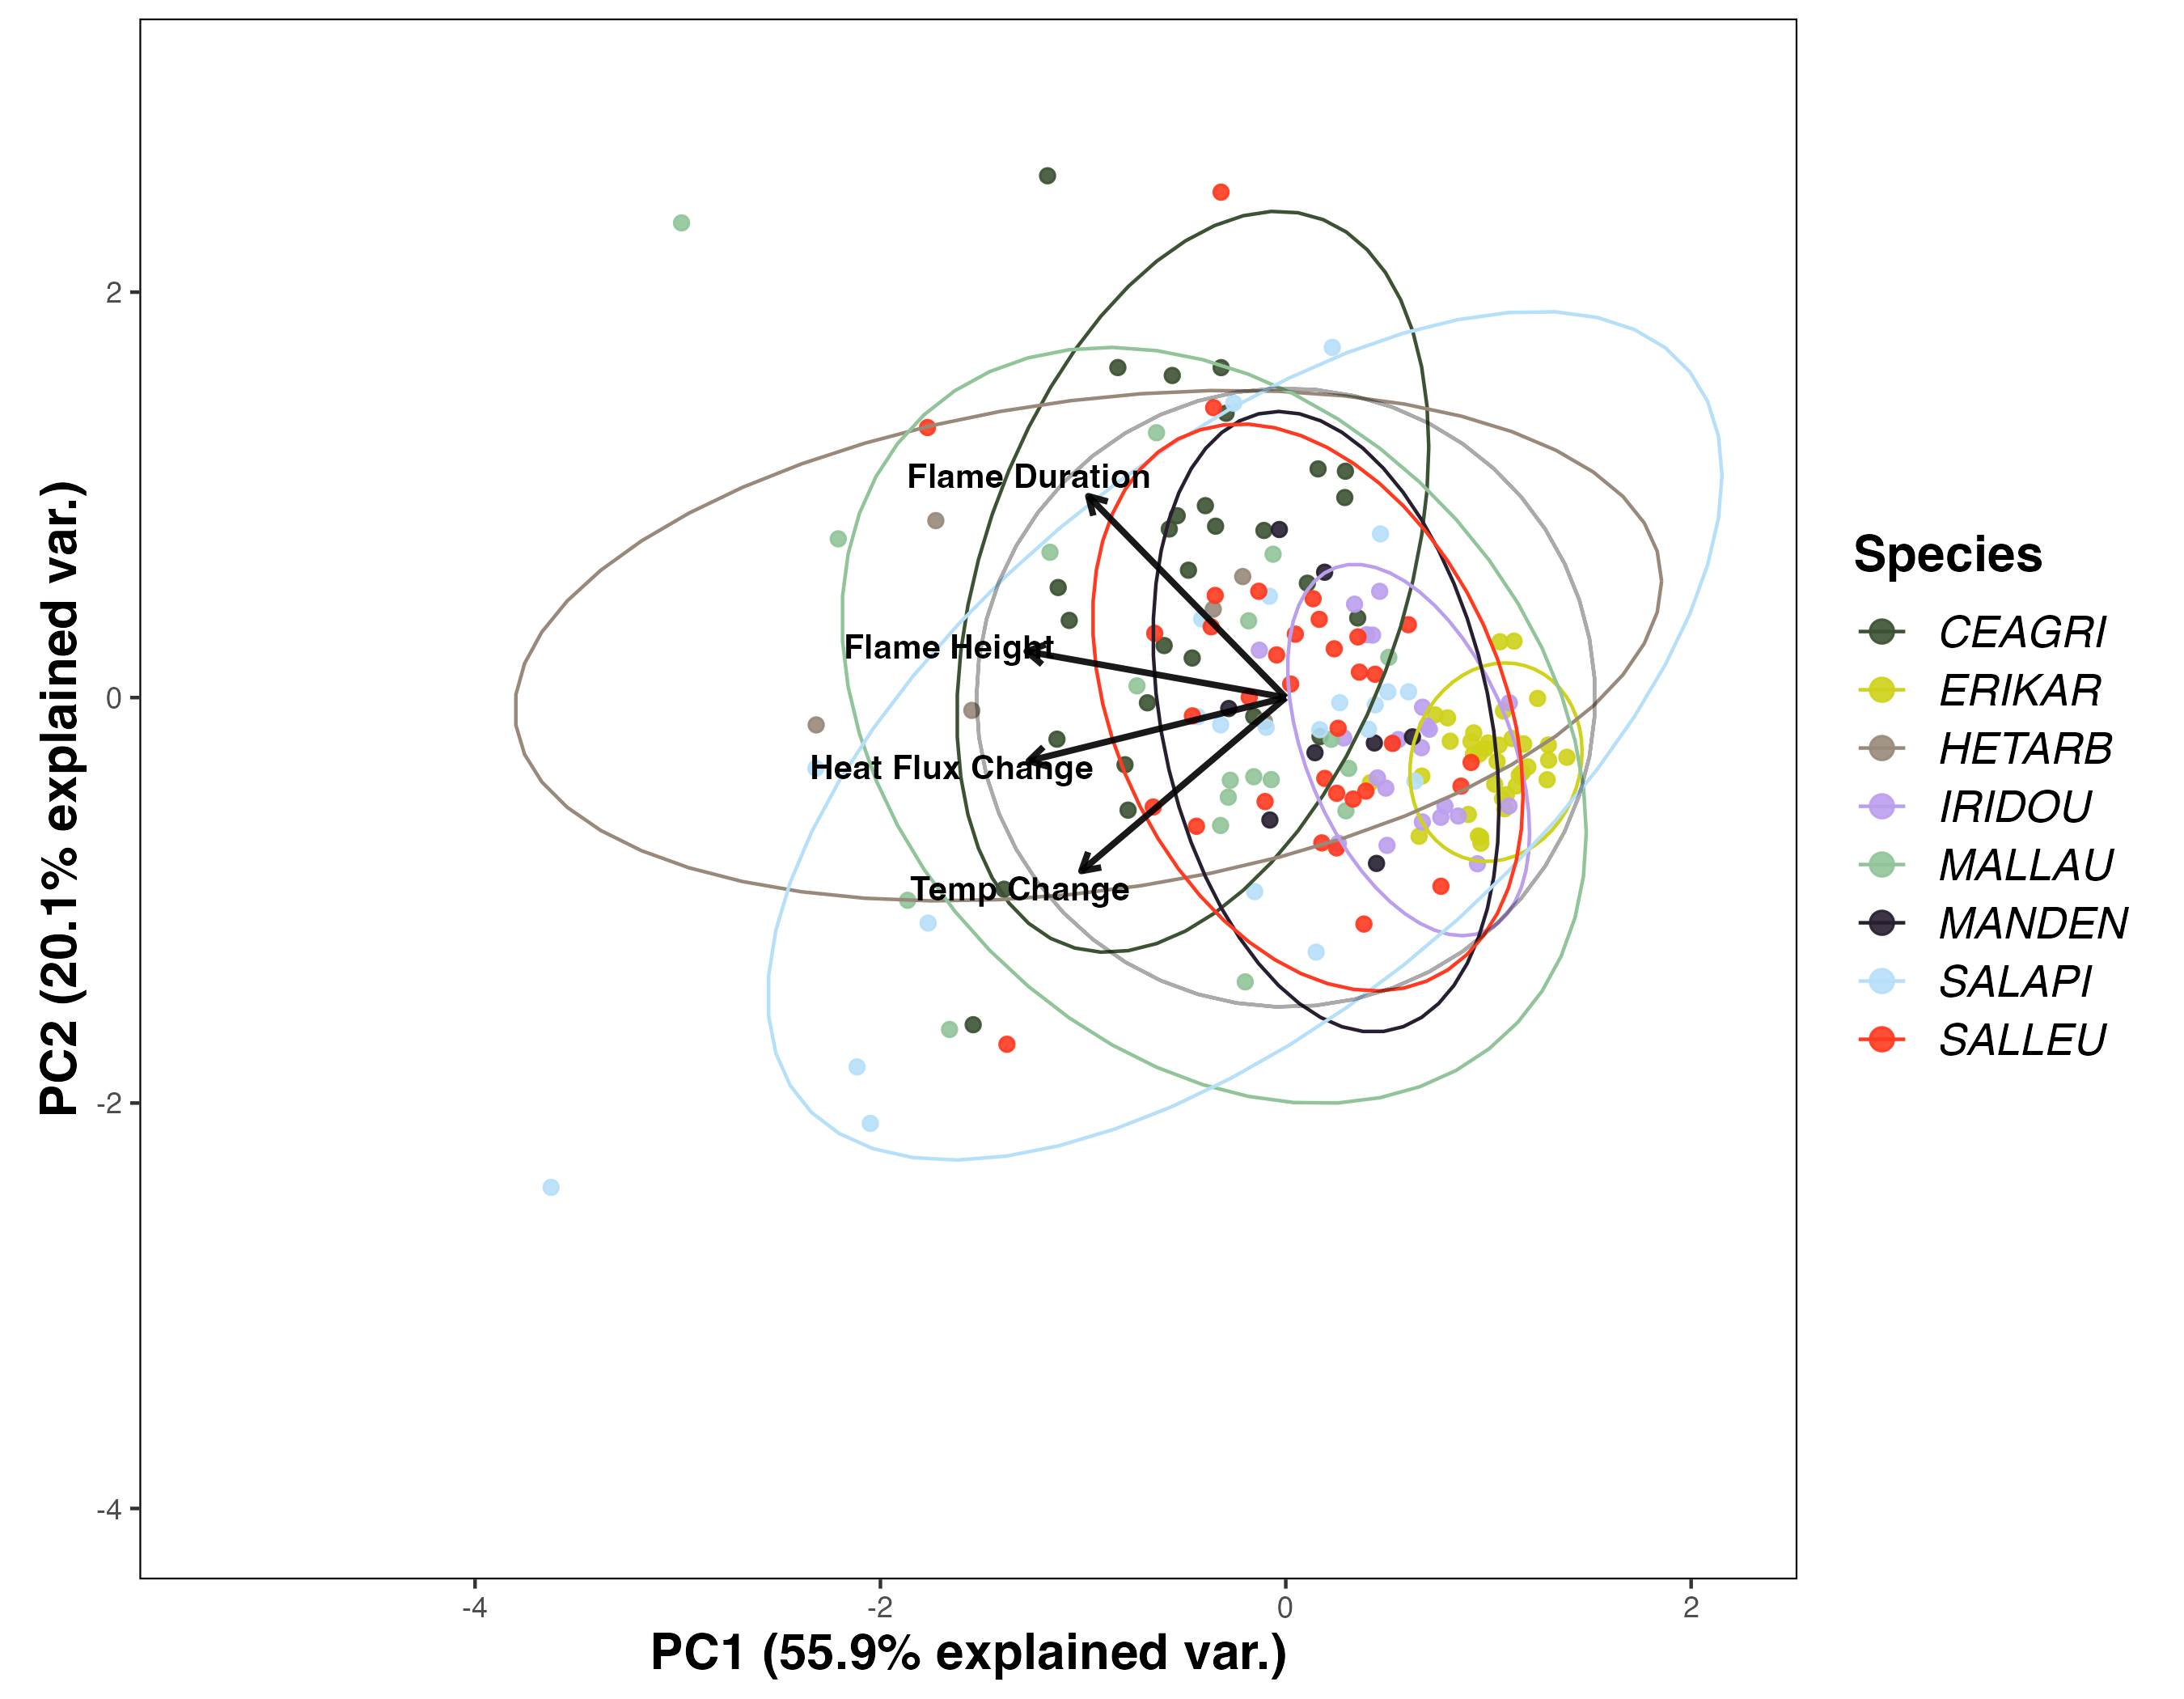 PC2 (20.1% explained var.)
2
0
-2
-4
Flame Duration
Flame Height
Heat Flux Change
Temp Change
-4
-2
0
2
PC1 (55.9% explained var.)
Species
CEAGRI
ERIKAR
HETARB
IRIDOU
MALLAU
MANDEN
SALAPI
SALLEU